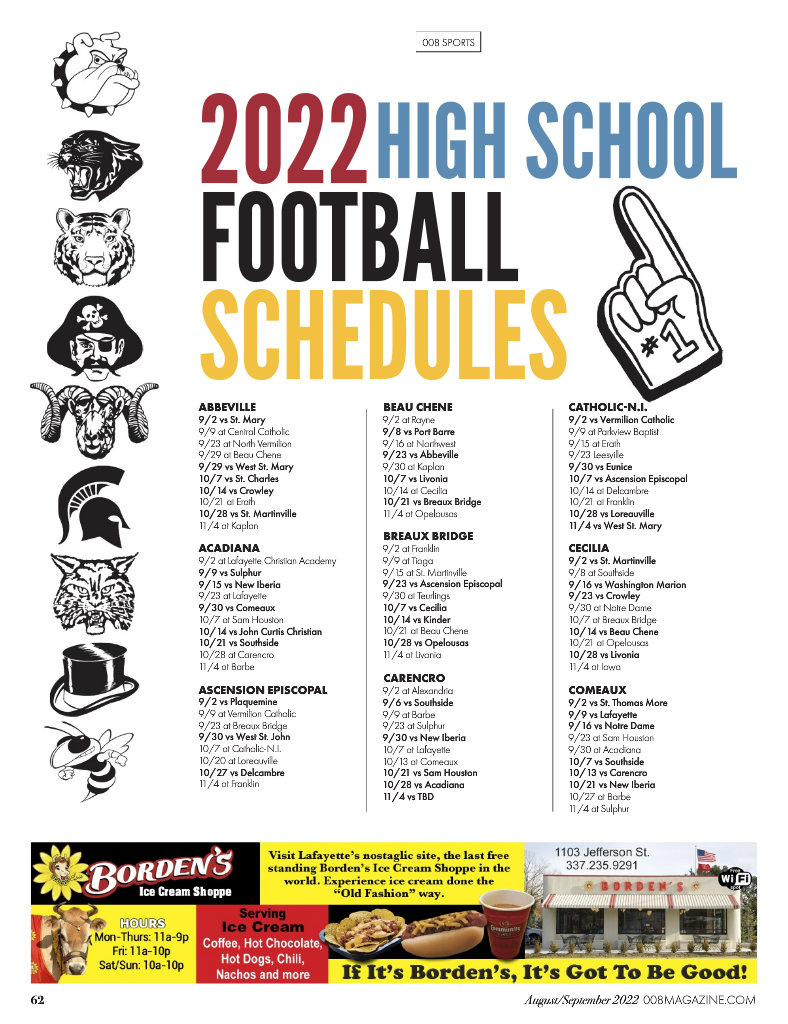 008 SPORTS
2022 HIGH SCHOOL
FOOTBALL
SCHEDULES
#1
ABBEVILLE
9/2 vs St. Mary
9/9 at Central Catholic
9/23 at North Vermilion
9/29 at Beau Chene
9/29 vs West St. Mary
10/7 vs St. Charles
10/14 vs Crowley
10/21 at Erath
10/28 vs St. Martinville
11/4 at Kaplan
ACADIANA
9/2 at Lafayette Christian Academy
9/9 vs Sulphur
9/15 vs New Iberia
9/23 at Lafayette
9/30 vs Comeaux
10/7 at Sam Houston
10/14 vs John Curtis Christian
10/21 vs Southside
10/28 at Carencro
11/4 at Barbe
ASCENSION EPISCOPAL
9/2 vs Plaquemine
9/9 at Vermilion Catholic
9/23 at Breaux Bridge
9/30 vs West St. John
10/7 at Catholic-N.I.
10/20 at Loreauville
10/27 vs Delcambre
11/4 at Franklin
BEAU CHENE
9/2 at Rayne
9/8 vs Port Barre
9/16 at Northwest
9/23 vs Abbeville
9/30 at Kaplan
10/7 vs Livonia
10/14 at Cecilia
10/21 vs Breaux Bridge
11/4 at Opelousas
BREAUX BRIDGE
9/2 at Franklin
9/9 at Tioga
9/15 at St. Martinville
9/23 vs Ascension Episcopal
9/30 at Teurlings
10/7 vs Cecilia
10/14 vs Kinder
10/21 at Beau Chene
10/28 vs Opelousas
11/4 at Livonia
CARENCRO
9/2 at Alexandria
9/6 vs Southside
9/9 at Barbe
9/23 at Sulphur
9/30 vs New Iberia
10/7 at Lafayette
10/13 at Comeaux
10/21 vs Sam Houston
10/28 vs Acadiana
11/4 vs TBD
CATHOLIC-N.I.
9/2 vs Vermilion Catholic
9/9 at Parkview Baptist
9/15 at Erath
9/23 Leesville
9/30 vs Eunice
10/7 vs Ascension Episcopal
10/14 at Delcambre
10/21 at Franklin
10/28 vs Loreauville
11/4 vs West St. Mary
CECILIA
9/2 vs St. Martinville
9/8 at Southside
9/16 vs Washington Marion
9/23 vs Crowley
9/30 at Notre Dame
10/7 at Breaux Bridge
10/14 vs Beau Chene
10/21 at Opelousas
10/28 vs Livonia
11/4 at Iowa
COMEAUX
9/2 vs St. Thomas More
9/9 vs Lafayette
9/16 vs Notre Dame
9/23 at Sam Houston
9/30 at Acadiana
10/7 vs Southside
10/13 vs Carencro
10/21 vs New Iberia
10/27 at Barbe
11/4 at Sulphur
BORDEN'S
Ice Cream Shoppe
HOURS
Mon-Thurs: 11a-9p
Fri: 11a-10p
Sat/Sun: 10a-10p
Serving
Ice Cream
Coffee, Hot Chocolate,
Hot Dogs, Chili,
Nachos and more
Visit Lafayette's nostaglic site, the last free
standing Borden's Ice Cream Shoppe in the
world. Experience ice cream done the
“Old Fashion” way.
Community
1103 Jefferson St.
337.235.9291
BORDEN'S
Free
Wi Fi
spot
If It's Borden's, It's Got To Be Good!
62
August/September 2022 008MAGAZINE.COM